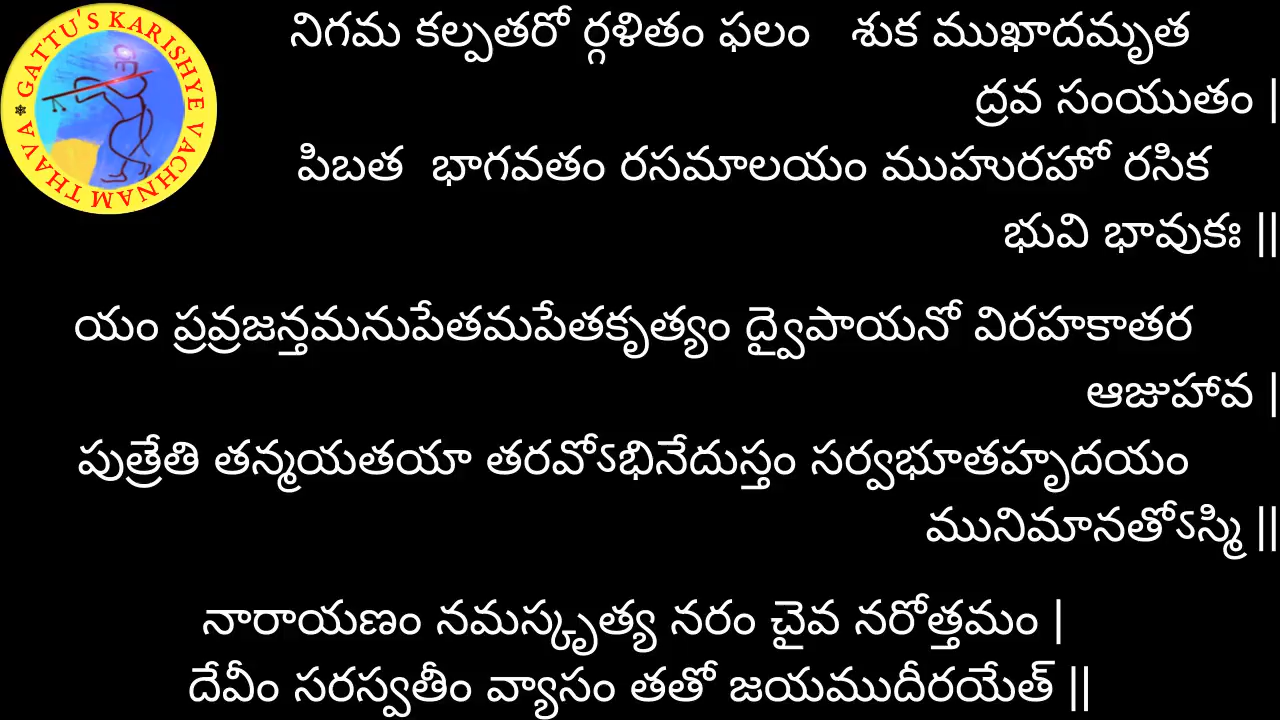 GATTU'S KARISHYE VACHNAM THAVA
నిగమ కల్పతరో ర్గళితం ఫలం శుక ముఖాదమృత
ద్రవ సంయుతం |
పిబత భాగవతం రసమాలయం ముహురహో రసిక
భువి భావుకః ||
యం ప్రవ్రజన్తమనుపేతమపేతకృత్యం ద్వైపాయనో విరహకాతర
ఆజుహావ |
పుత్రేతి తన్మయతయా తరవోఽభినేదుస్తం సర్వభూతహృదయం
మునిమానతోఽస్మి ||
నారాయణం నమస్కృత్య నరం చైవ నరోత్తమం |
దేవీం సరస్వతీం వ్యాసం తతో జయముదీరయేత్ ||